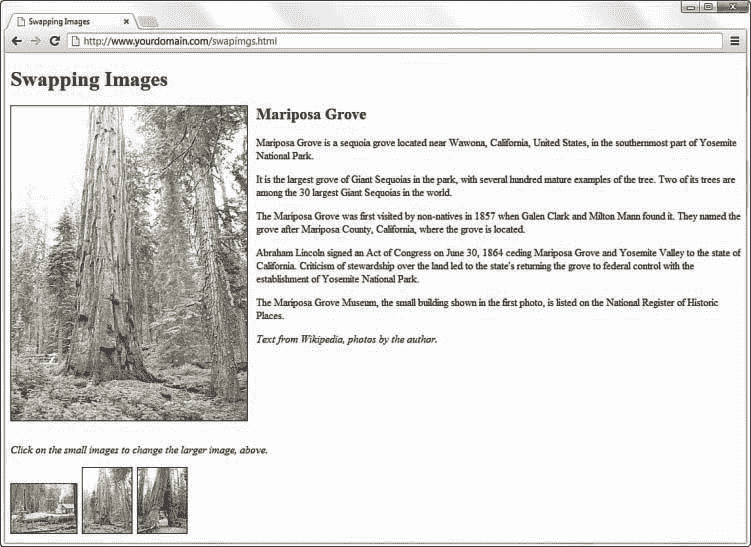 Swapping Images
http://www.yourdomain.com/swapimgs.html
Swapping Images
Mariposa Grove
Mariposa Grove is a sequoia grove located near Wawona, California, United States, in the southernmost part of Yosemite
National Park.
It is the largest grove of Giant Sequoias in the park, with several hundred mature examples of the tree. Two of its trees are
among the 30 largest Giant Sequoias in the world.
The Mariposa Grove was first visited by non-natives in 1857 when Galen Clark and Milton Mann found it. They named the
grove after Mariposa County, California, where the grove is located.
Abraham Lincoln signed an Act of Congress on June 30, 1864 ceding Mariposa Grove and Yosemite Valley to the state of
California. Criticism of stewardship over the land led to the state's returning the grove to federal control with the
establishment of Yosemite National Park.
The Mariposa Grove Museum, the small building shown in the first photo, is listed on the National Register of Historic
Places.
Text from Wikipedia, photos by the author.
Click on the small images to change the larger image, above.